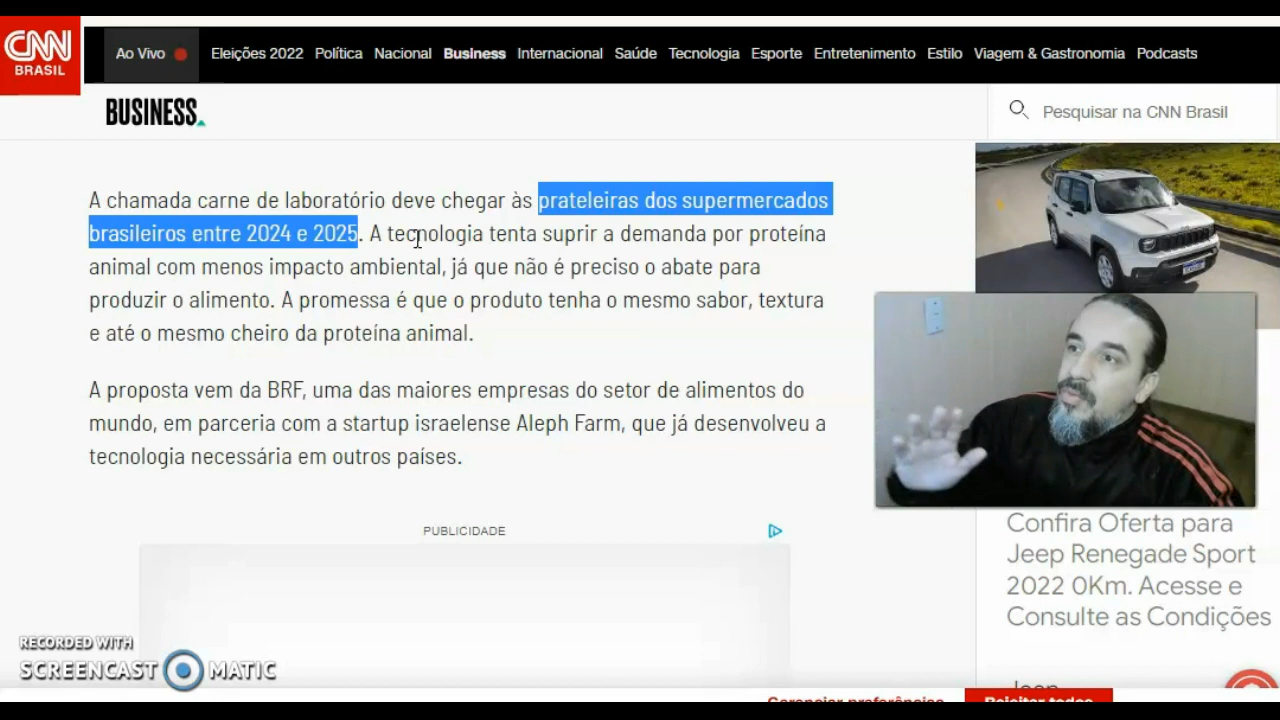 CNN
BRASIL
Ao Vivo
Eleições 2022 Política Nacional Business Internacional Saúde Tecnologia Esporte Entretenimento Estilo Viagem & Gastronomia Podcasts
BUSINESS
Pesquisar na CNN Brasil
A chamada carne de laboratório deve chegar às prateleiras dos supermercados
brasileiros entre 2024 e 2025. A tecnologia tenta suprir a demanda por proteína
animal com menos impacto ambiental, já que não é preciso o abate para
produzir o alimento. A promessa é que o produto tenha o mesmo sabor, textura
e até o mesmo cheiro da proteína animal.
A proposta vem da BRF, uma das maiores empresas do setor de alimentos do
mundo, em parceria com a startup israelense Aleph Farm, que já desenvolveu a
tecnologia necessária em outros países.
PUBLICIDADE
Confira Oferta para
Jeep Renegade Sport
2022 0Km. Acesse e
Consulte as Condições
Jeep
RECORDED WITH
SCREENCAST MATIC
Gerenciar preferências Rejeitar todos